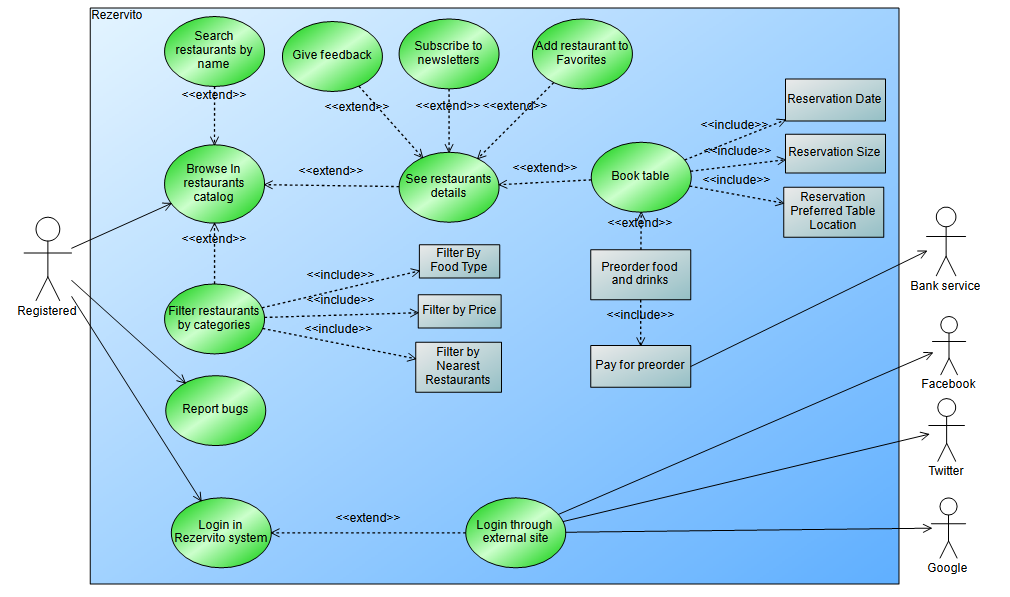 Rezervito
Search
restaurants by
name
Give feedback
Subscribe to
newsletters
Add restaurant to
Favorites
<<extend>>
<<extend>>
<<extend>>
<<extend>>
Reservation Date
<<include>>
Browse In
restaurants
catalog
<<extend>>
See restaurants
details
<<extend>>
Book table
<<include>>
Reservation Size
<<include>>
Reservation
Preferred Table
Location
<<extend>>
<<extend>>
Registered
Filter By
Food Type
<<include>>
Filter restaurants
by categories
<<include>>
Filter by Price
<<include>>
Filter by
Nearest
Restaurants
Preorder food
and drinks
<<include>>
Pay for preorder
Bank service
Facebook
Report bugs
Twitter
Login in
Rezervito system
<<extend>>
Login through
external site
Google